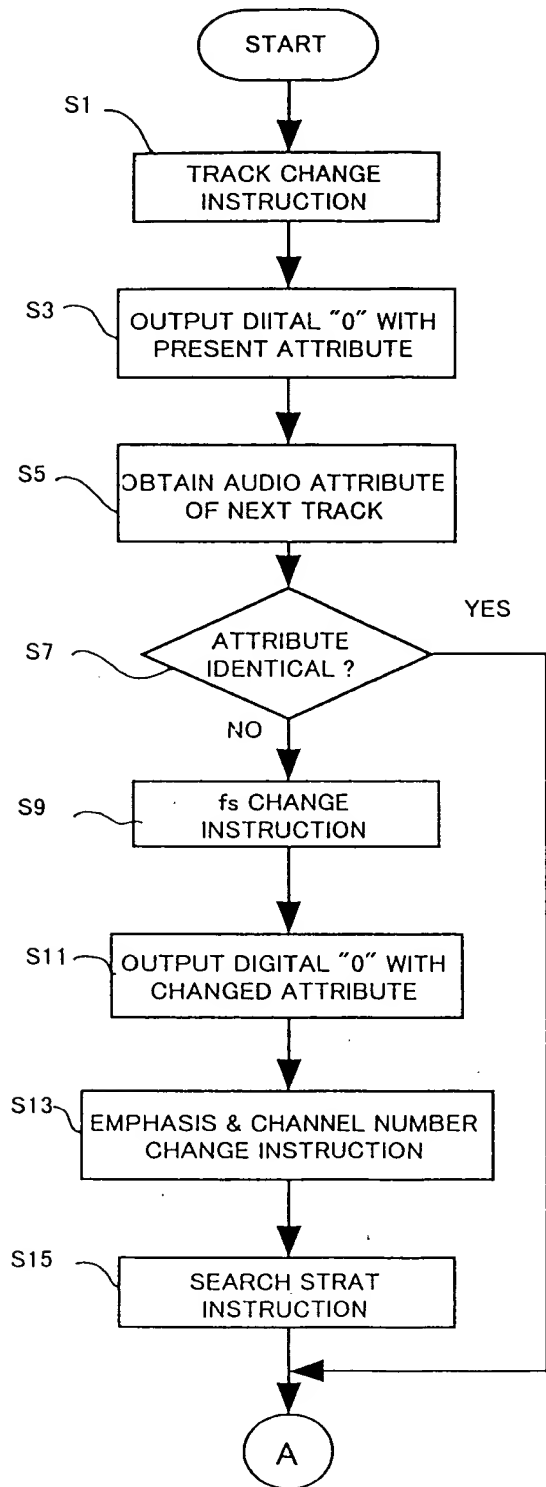 START
S1
TRACK CHANGE
INSTRUCTION
S3
OUTPUT DIITAL "0" WITH
PRESENT ATTRIBUTE
S5
OBTAIN AUDIO ATTRIBUTE
OF NEXT TRACK
S7
ATTRIBUTE
IDENTICAL ?
YES
NO
S9
fs CHANGE
INSTRUCTION
S11
OUTPUT DIGITAL "0" WITH
CHANGED ATTRIBUTE
S13
EMPHASIS & CHANNEL NUMBER
CHANGE INSTRUCTION
S15
SEARCH STRAT
INSTRUCTION
A